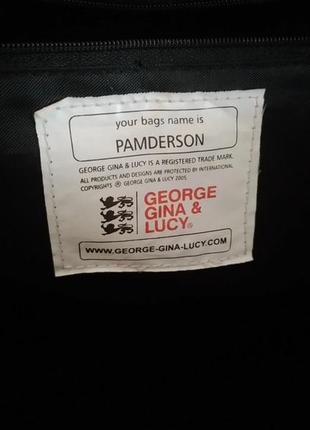 your bags name is
PAMDERSON
GEORGE GINA & LUCY IS A REGISTERED TRADE MARK.
ALL PRODUCTS AND DESIGNS ARE PROTECTED BY INTERNATIONAL
COPYRIGHTS ® GEORGE GINA & LUCY 2005.
GEORGE
GINA &
LUCY®
WWW.GEORGE-GINA-LUCY.COM